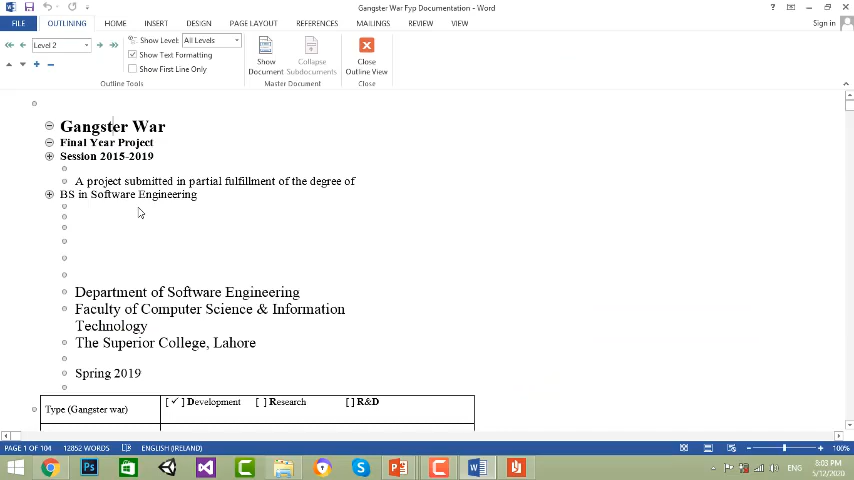 Gangster War Fyp Documentation - Word
FILE OUTLINING HOME INSERT DESIGN PAGE LAYOUT REFERENCES MAILINGS REVIEW VIEW Sign in
Level 2
Show Level: All Levels
Show Text Formatting
Show First Line Only
Outline Tools
Show Document
Collapse Subdocuments
Master Document
Close Outline View
Close
Gangster War
Final Year Project
Session 2015-2019
A project submitted in partial fulfillment of the degree of
BS in Software Engineering
Department of Software Engineering
Faculty of Computer Science & Information
Technology
The Superior College, Lahore
Spring 2019
Type (Gangster war) [ ✓ ] Development [ ] Research [ ] R&D
PAGE 1 OF 104 12852 WORDS ENGLISH (IRELAND) 100%
ENG
8:03 PM
5/12/2020